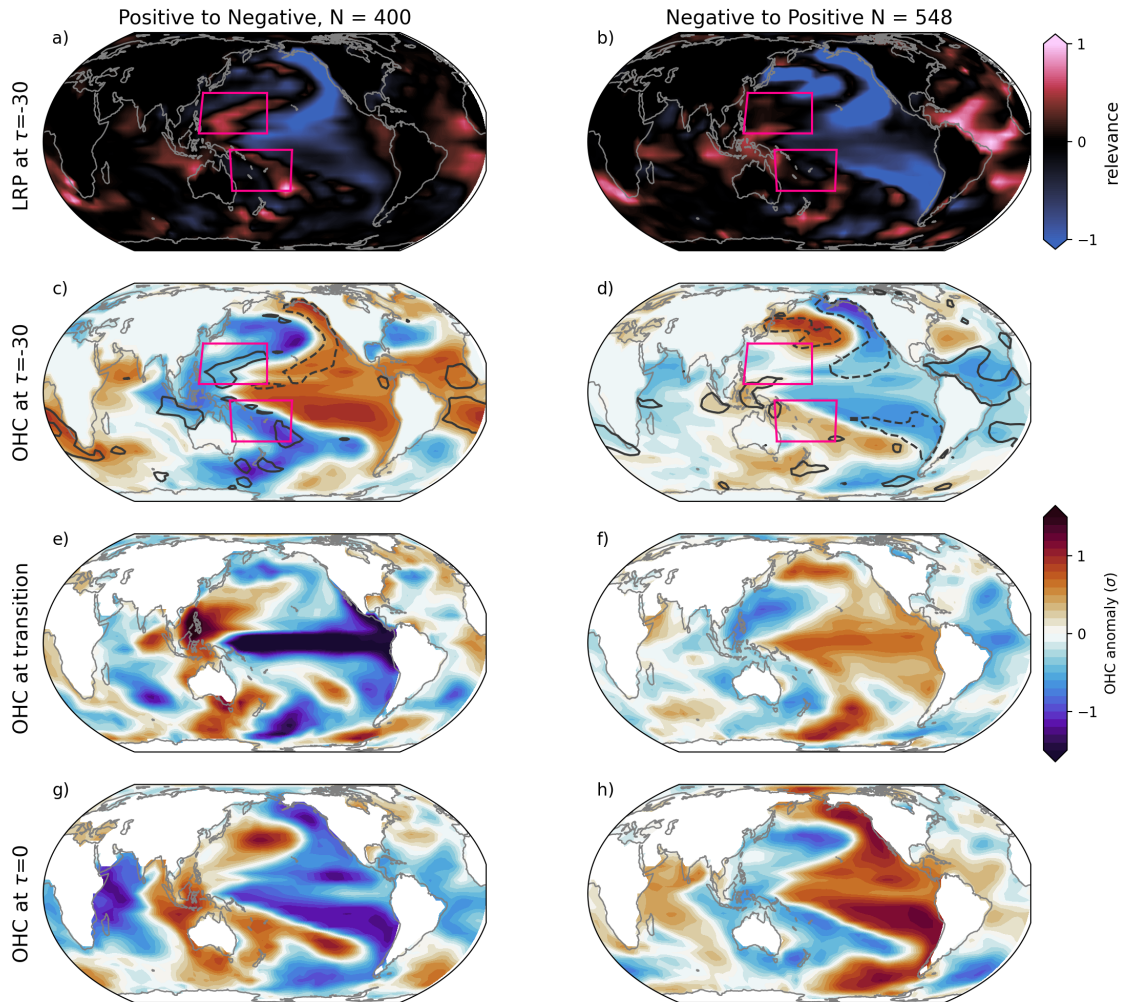 Positive to Negative, N = 400
Negative to Positive N = 548
a)
b)
LRP at τ=-30
1
0
−1
relevance
c)
d)
OHC at τ=-30
e)
f)
OHC at transition
1
0
−1
OHC anomaly (σ)
g)
h)
OHC at τ=0